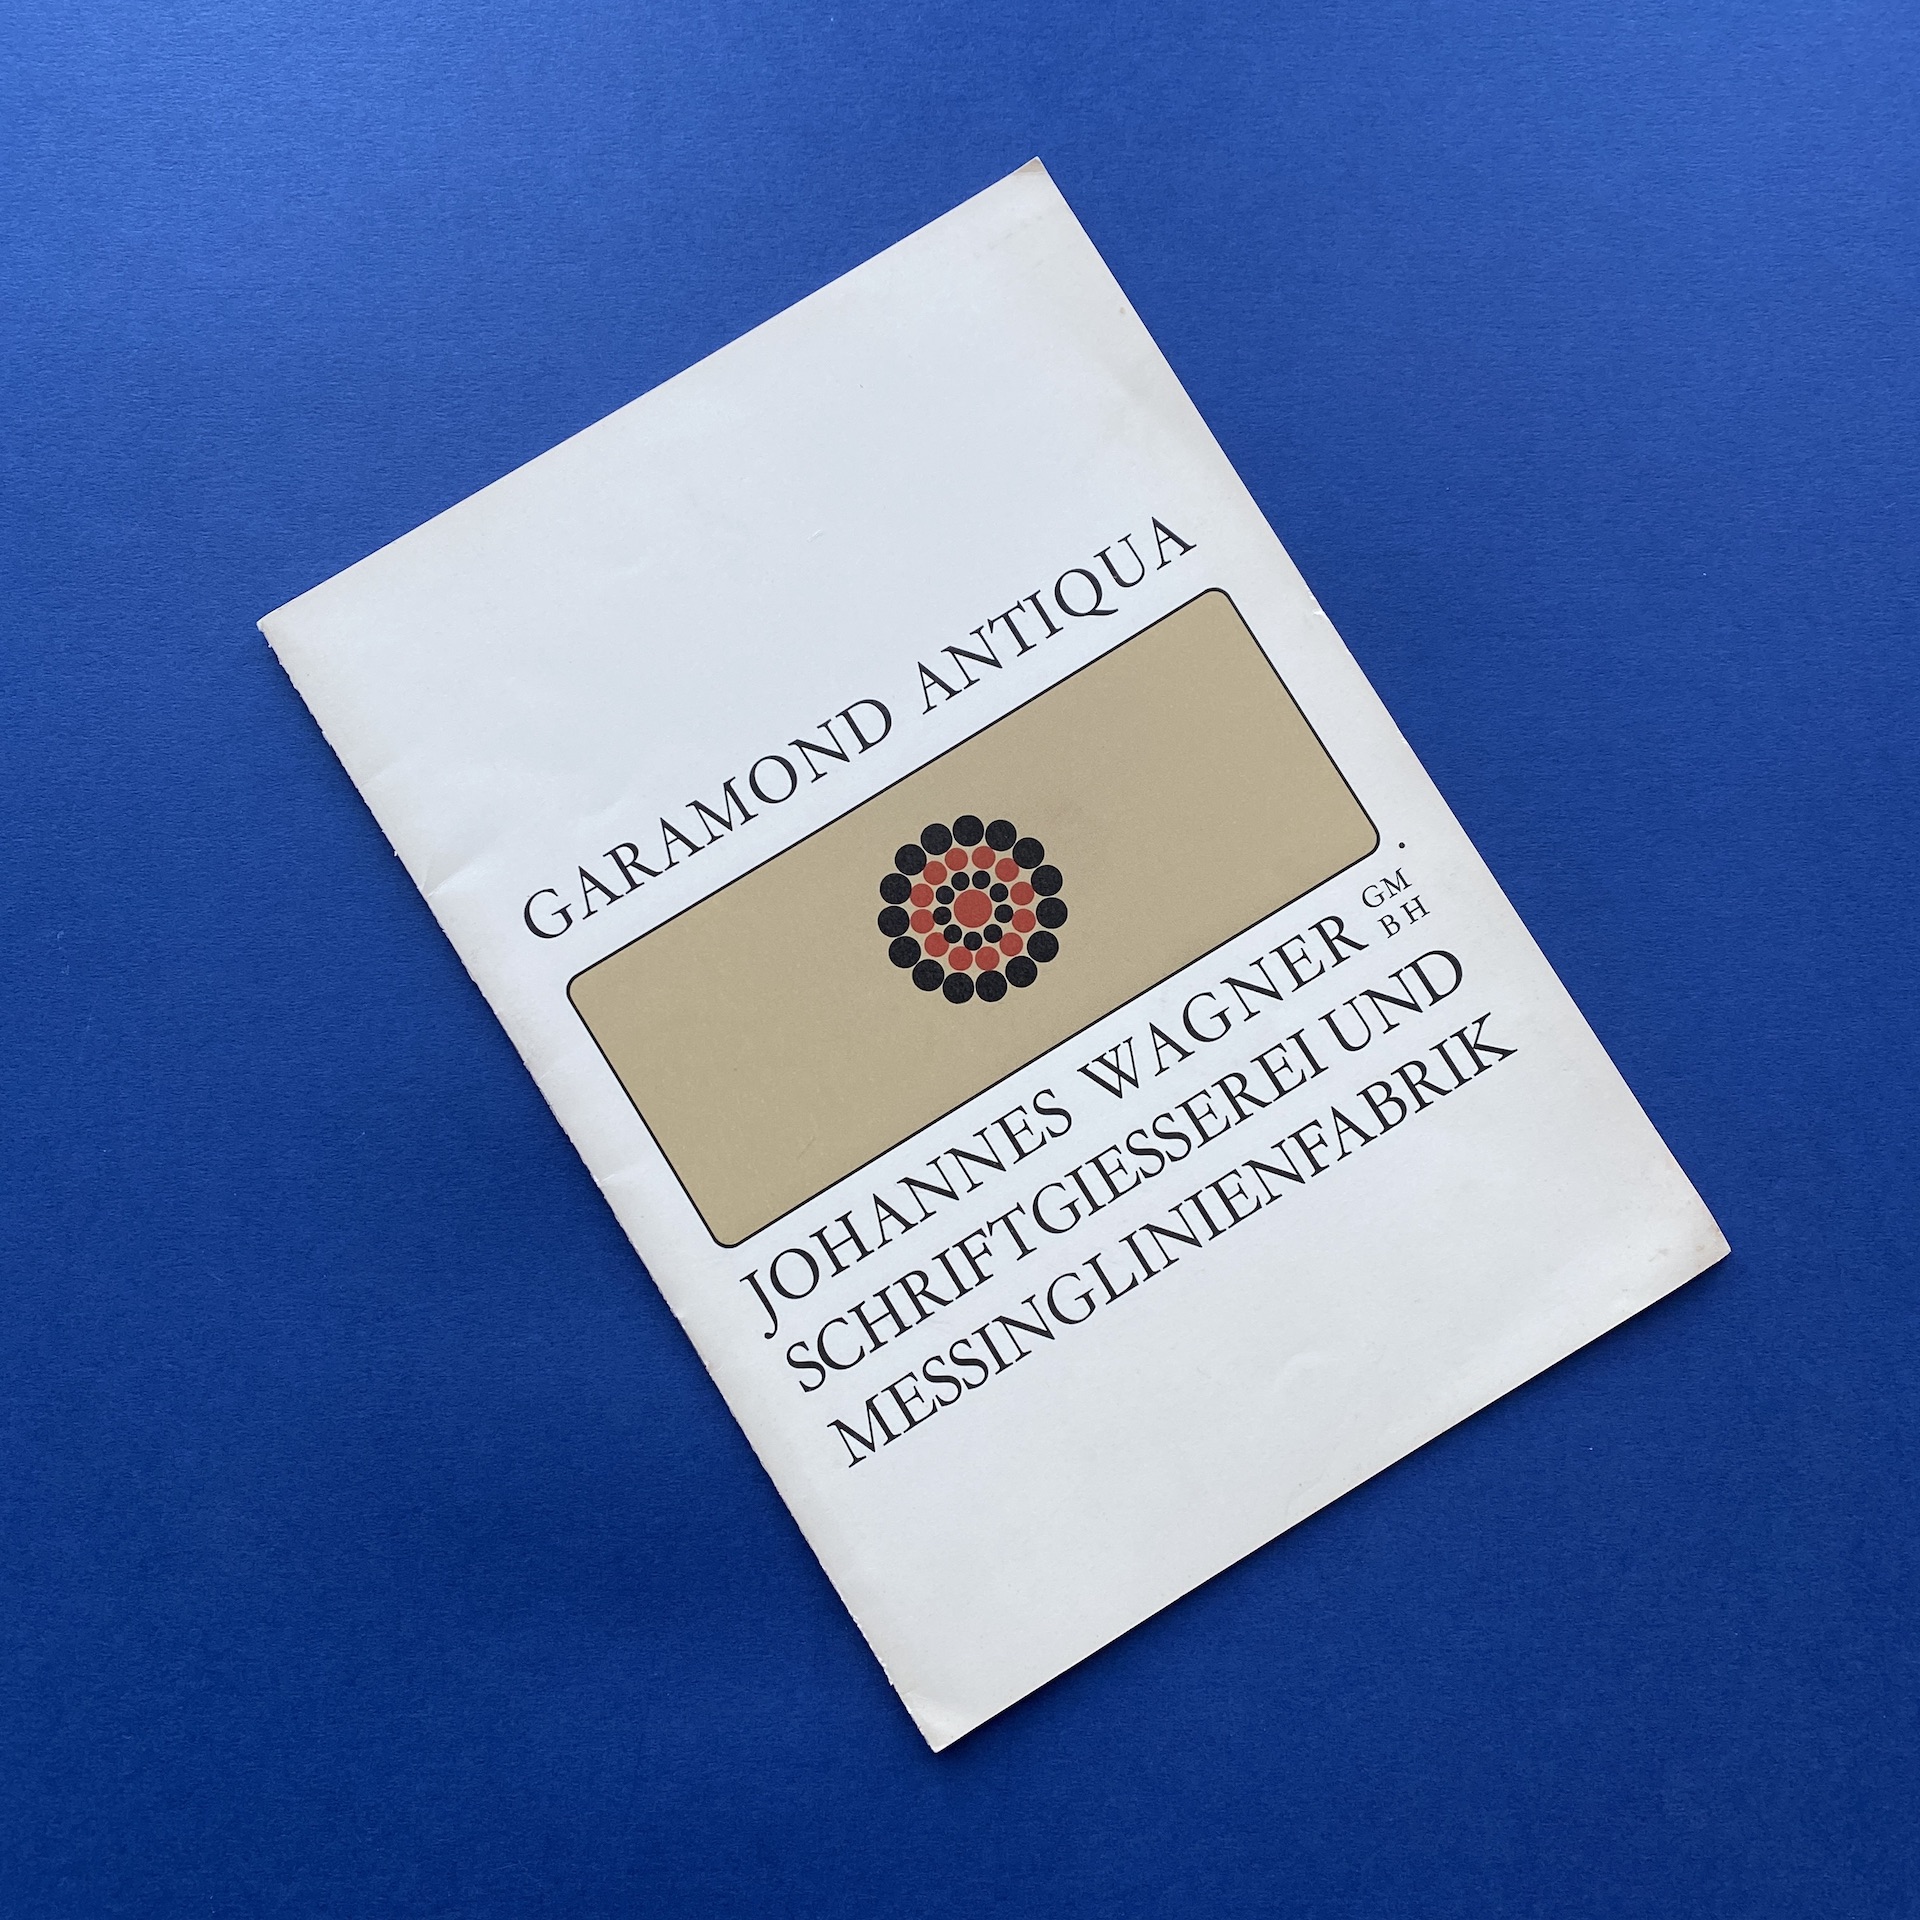 GARAMOND ANTIQUA
JOHANNES WAGNER GM
BH
SCHRIFTGIESSEREI UND
MESSINGLINIENFABRIK